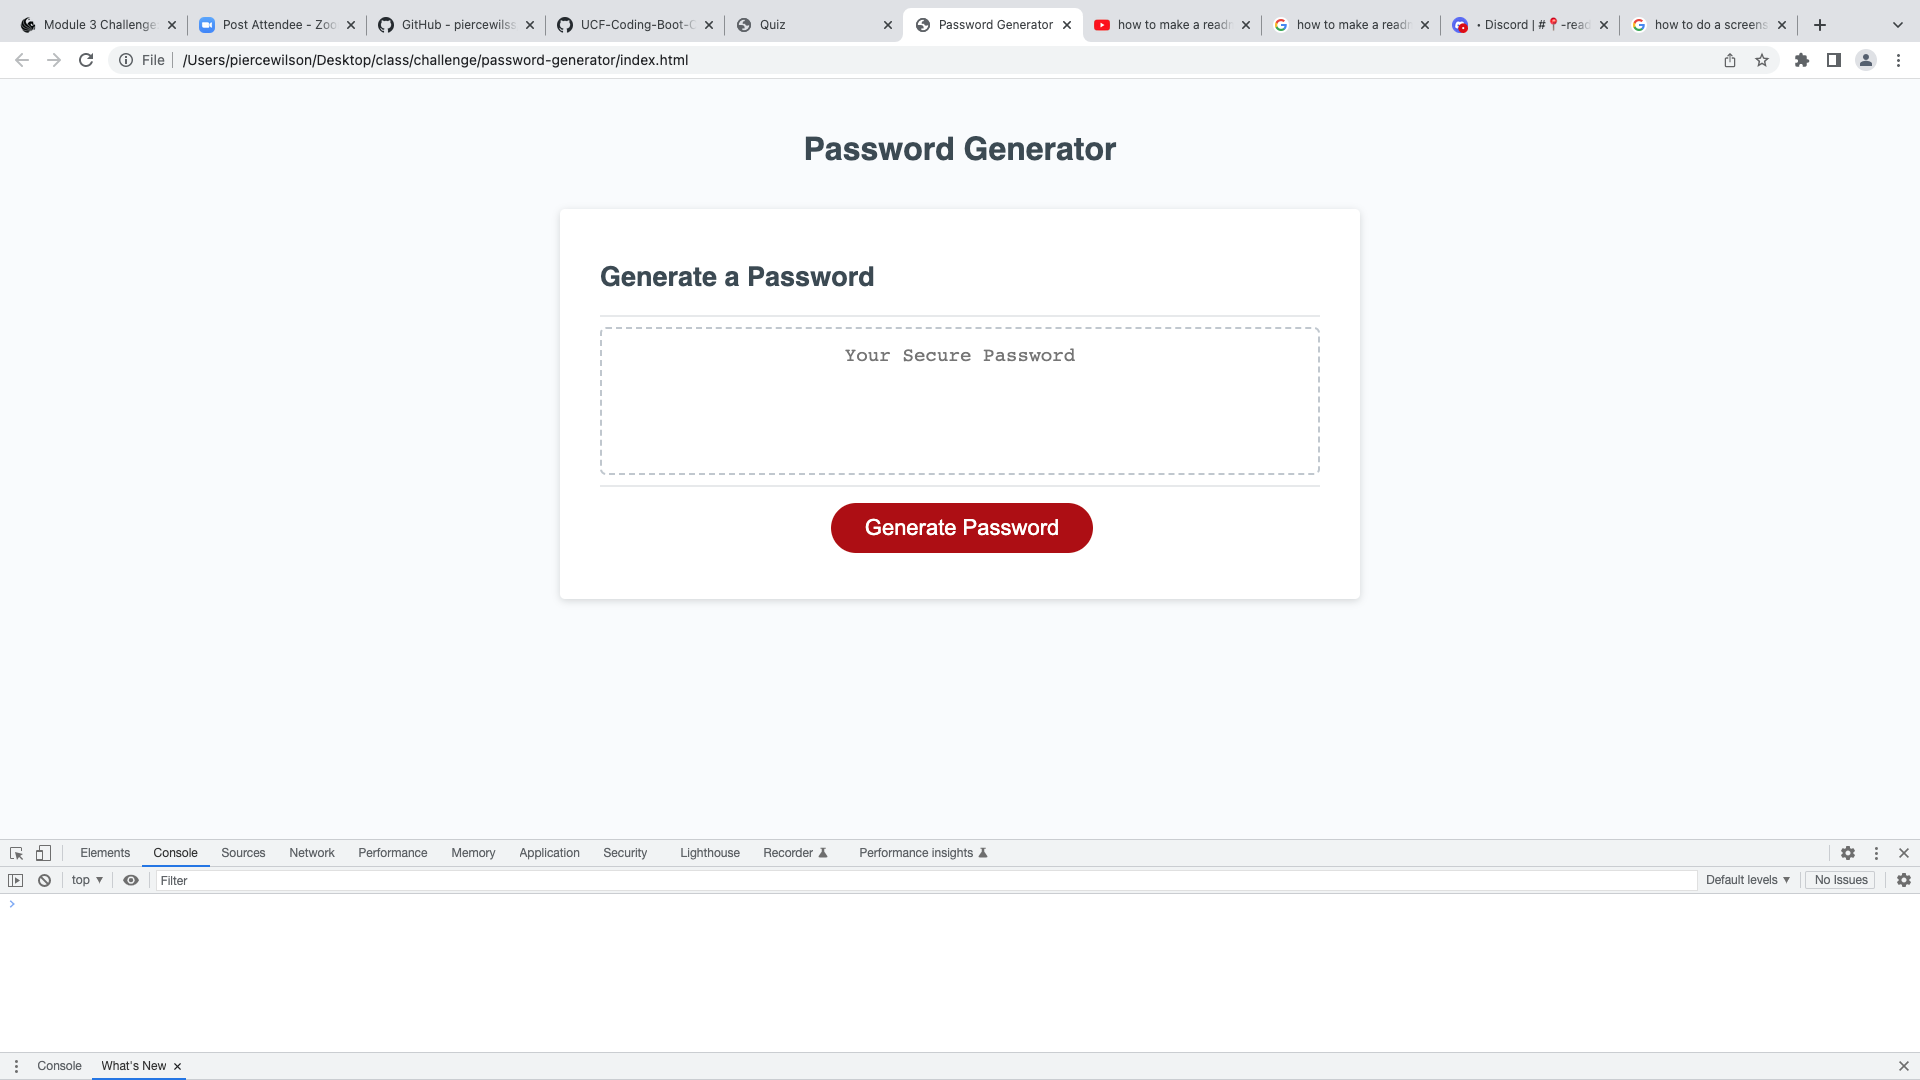 Module 3 Challenge
Post Attendee - Zoo
GitHub - piercewilss
UCF-Coding-Boot-C
Quiz
Password Generator
how to make a readm
how to make a readm
• Discord | #📍-read
how to do a screens
File
/Users/piercewilson/Desktop/class/challenge/password-generator/index.html
Password Generator
Generate a Password
Your Secure Password
Generate Password
Elements
Console
Sources
Network
Performance
Memory
Application
Security
Lighthouse
Recorder
Performance insights
top
Filter
Default levels
No Issues
Console
What's New